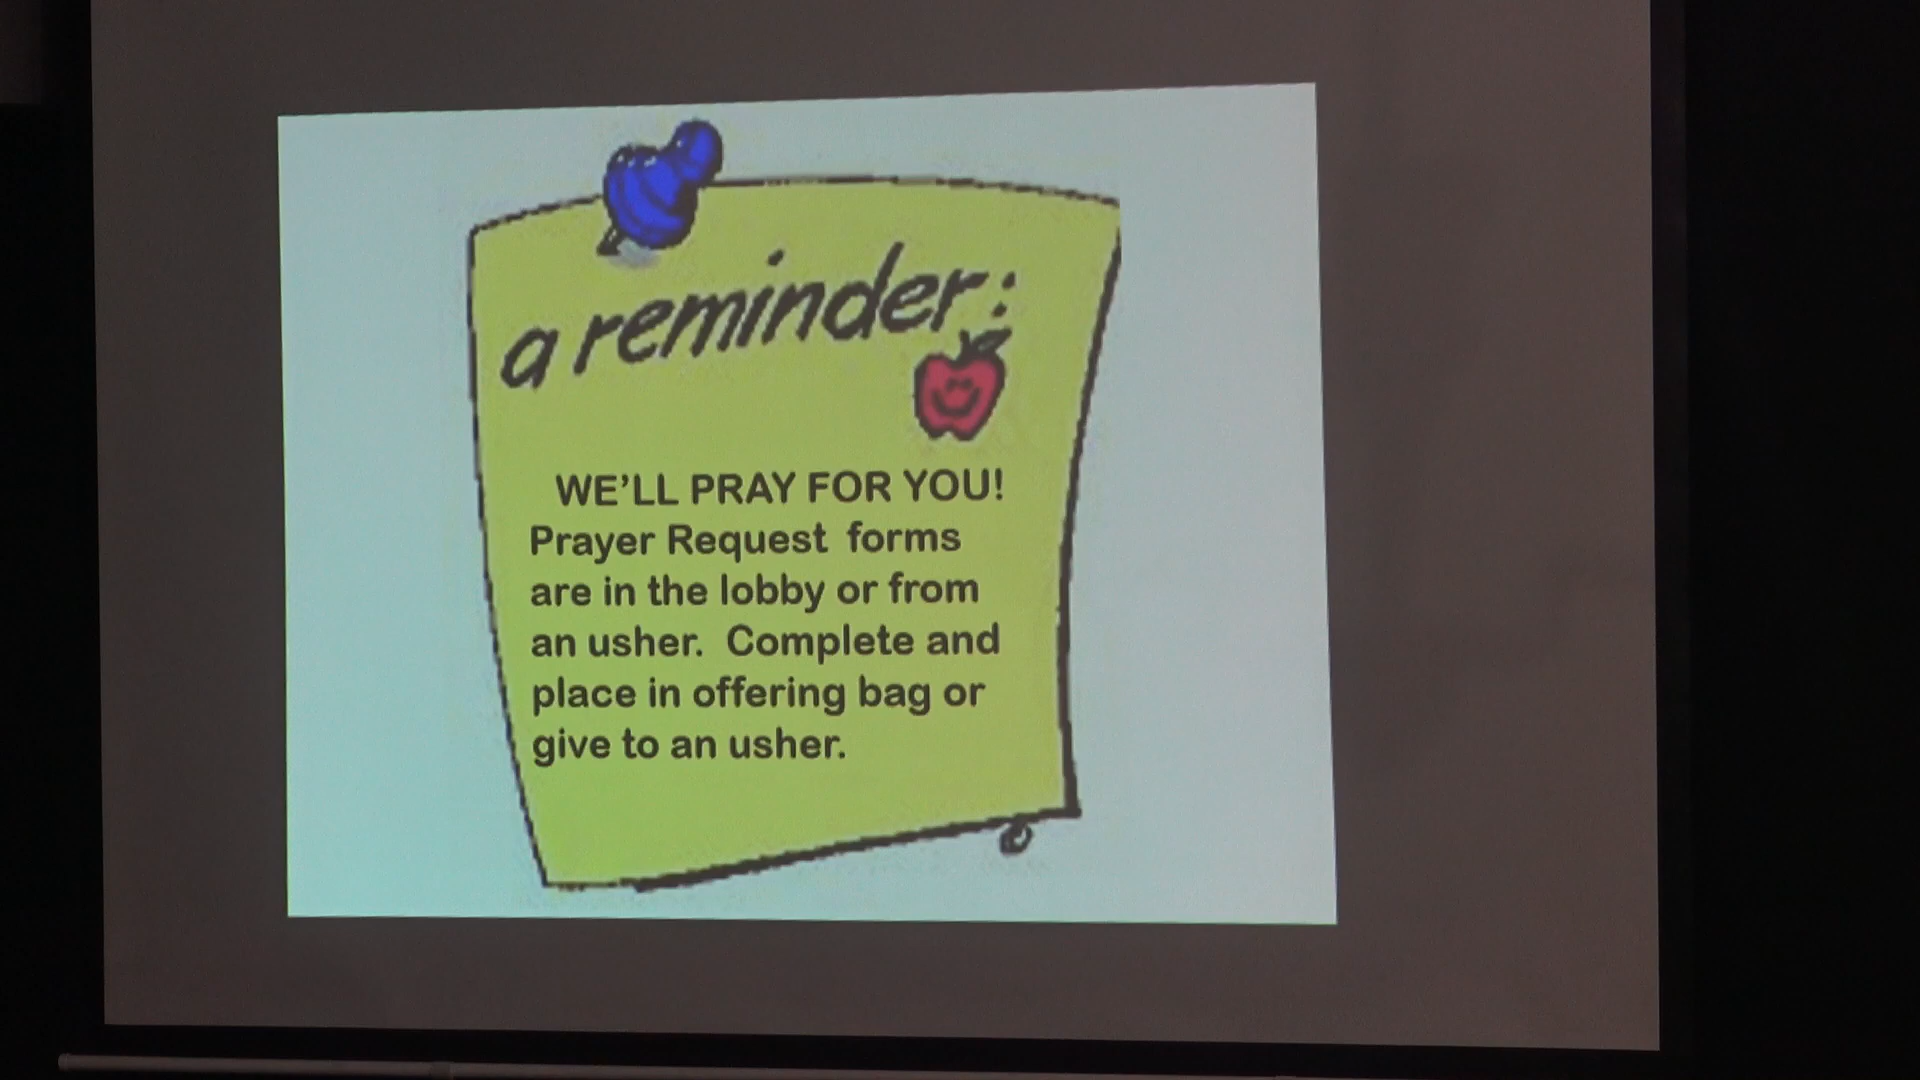 a reminder:
WE'LL PRAY FOR YOU!
Prayer Request forms
are in the lobby or from
an usher. Complete and
place in offering bag or
give to an usher.